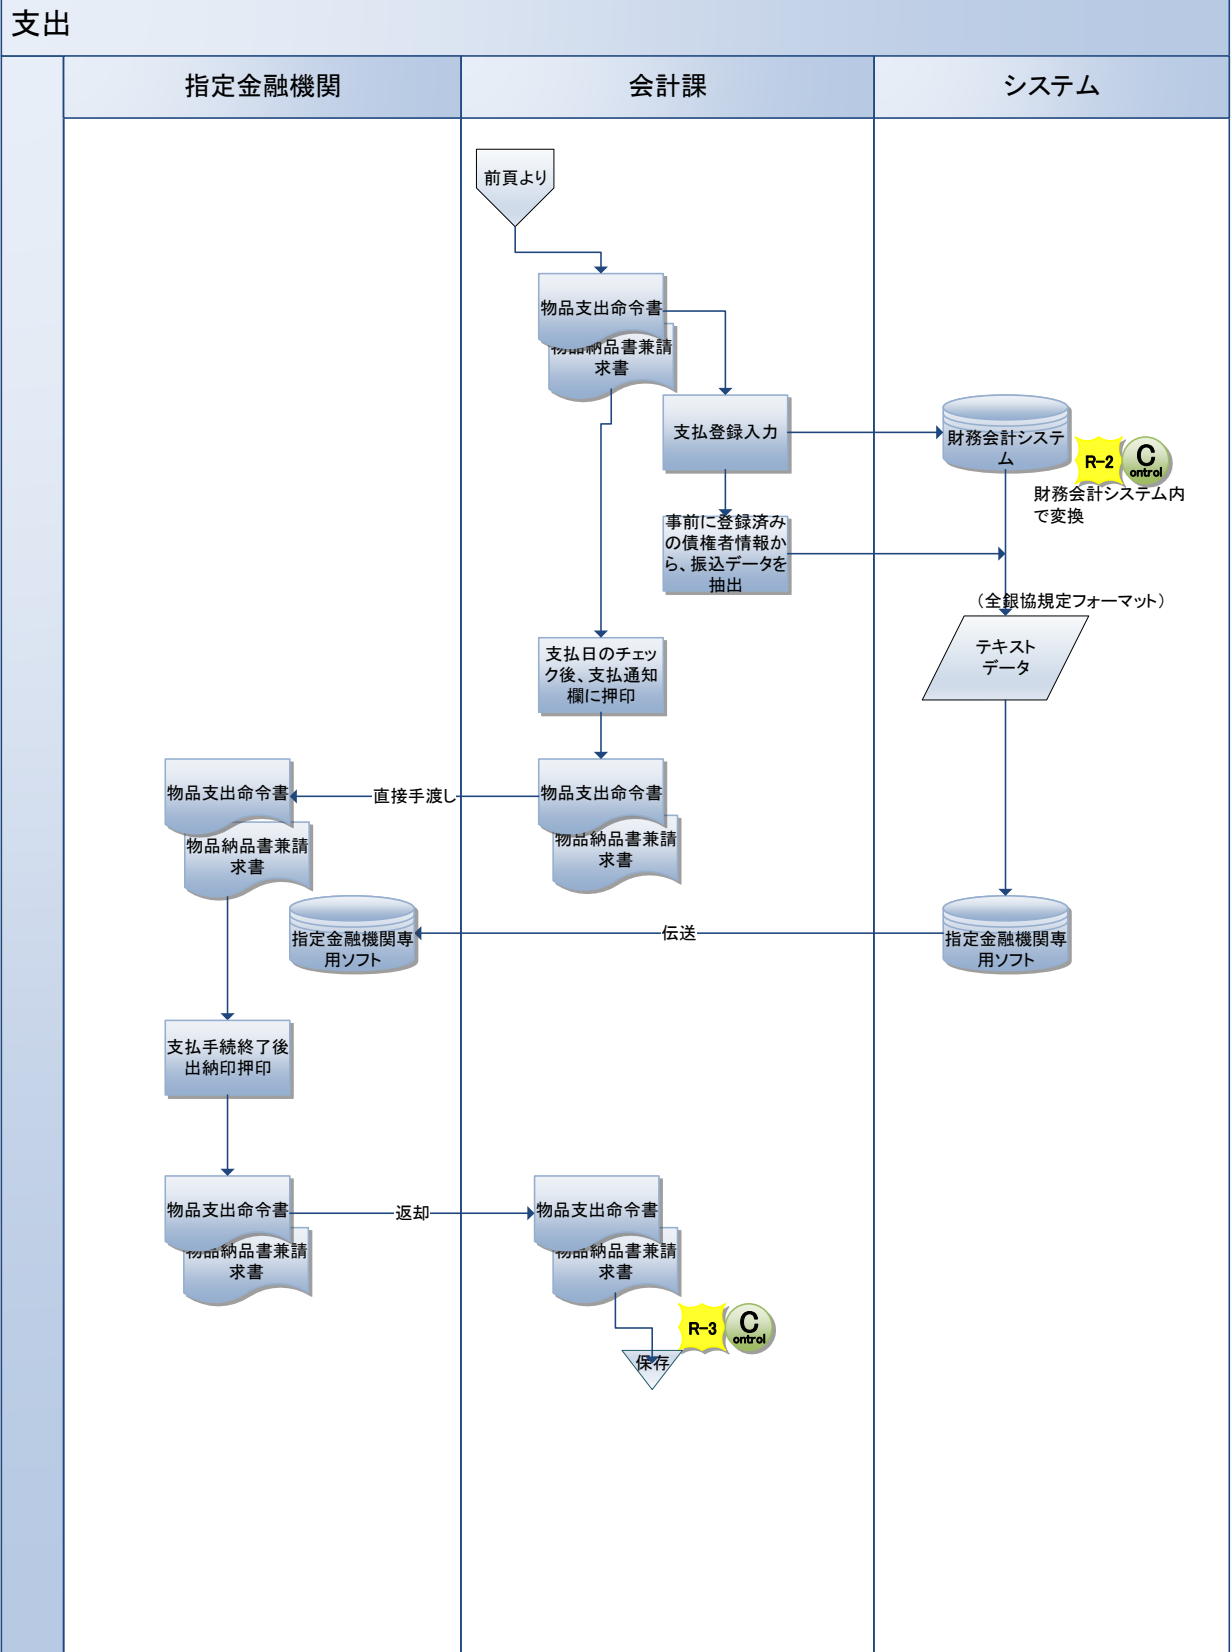 支出
指定金融機関
会計課
システム
前頁より
物品支出命令書
物品納品書兼請
求書
支払登録入力
財務会計システ
ム
R-2
C
ontrol
財務会計システム内
で変換
事前に登録済み
の債権者情報か
ら、振込データを
抽出
（全銀協規定フォーマット）
テキスト
データ
支払日のチェッ
ク後、支払通知
欄に押印
物品支出命令書
直接手渡し
物品支出命令書
物品納品書兼請
求書
物品納品書兼請
求書
指定金融機関専
用ソフト
伝送
指定金融機関専
用ソフト
支払手続終了後
出納印押印
物品支出命令書
返却
物品支出命令書
物品納品書兼請
求書
物品納品書兼請
求書
R-3
C
ontrol
保存